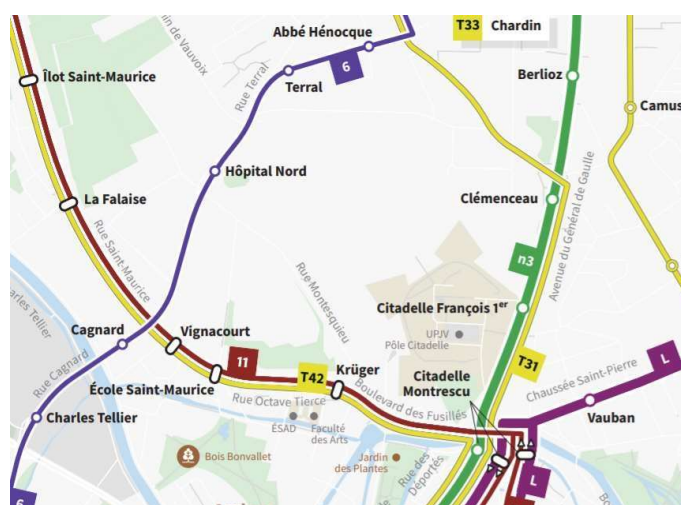 T33
Chardin
Abbé Hénocque
6
Terral
Rue Terral
Îlot Saint-Maurice
Berlioz
Camus
Hôpital Nord
Clémenceau
Avenue du Général de Gaulle
La Falaise
Rue Saint-Maurice
n3
Rue Montesquieu
Citadelle François 1er
UPJV
Pôle Citadelle
Charles Tellier
Cagnard
Vignacourt
11
T42
Krüger
T31
L
Chaussée Saint-Pierre
Citadelle
Montrescu
Vauban
Rue Cagnard
École Saint-Maurice
Rue Octave Tierce
Boulevard des Fusillés
Charles Tellier
ÉSAD
Faculté
des Arts
Bois Bonvallet
Jardin
des Plantes
Rue des
Déportés
L
6